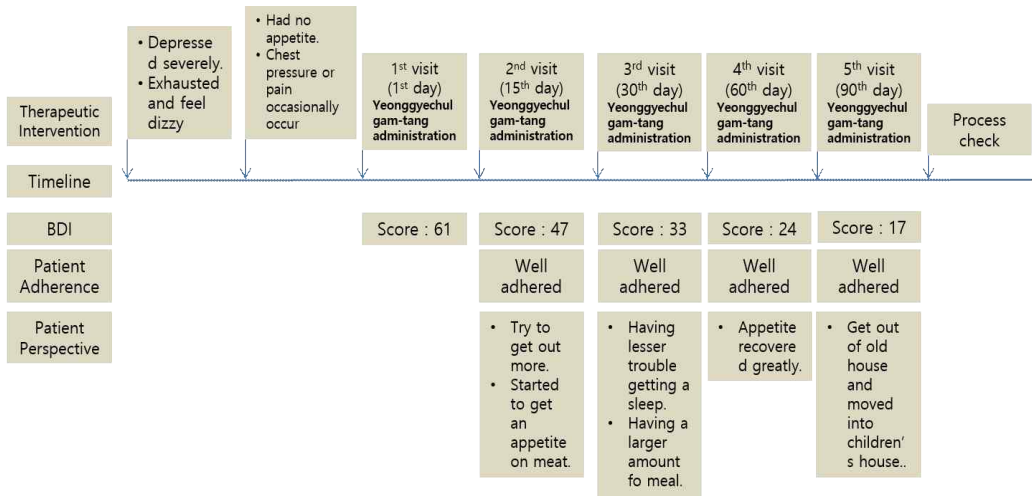 • Depresse
d severely.
• Exhausted
and feel
dizzy
• Had no
appetite.
• Chest
pressure or
pain
occasionally
occur
1st visit
(1st day)
Yeonggyechul
gam-tang
administration
2nd visit
(15th day)
Yeonggyechul
gam-tang
administration
3rd visit
(30th day)
Yeonggyechul
gam-tang
administration
4th visit
(60th day)
Yeonggyechul
gam-tang
administration
5th visit
(90th day)
Yeonggyechul
gam-tang
administration
Process
check
Therapeutic
Intervention
Timeline
BDI
Score : 61
Score : 47
Score : 33
Score : 24
Score : 17
Patient
Adherence
Well
adhered
Well
adhered
Well
adhered
Well
adhered
Patient
Perspective
• Try to
get out
more.
• Started
to get
an
appetite
on meat.
• Having
lesser
trouble
getting a
sleep.
• Having a
larger
amount
fo meal.
• Appetite
recovere
d greatly.
• Get out
of old
house
and
moved
into
children'
s house..